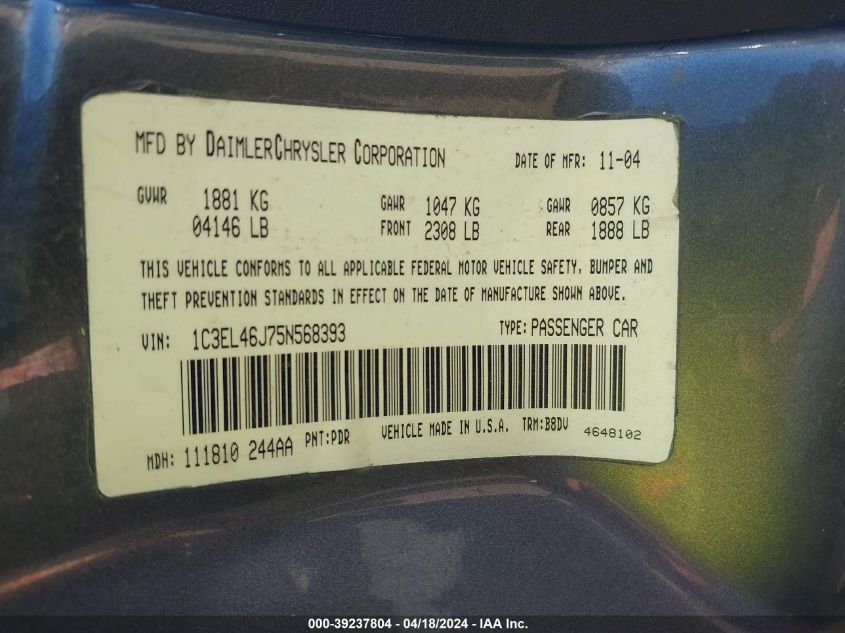 MFD BY DAIMLERCHRYSLER CORPORATION DATE OF MFR: 11-04
GVWR 1881 KG GAWR 1047 KG GAWR 0857 KG
04146 LB FRONT 2308 LB REAR 1888 LB
THIS VEHICLE CONFORMS TO ALL APPLICABLE FEDERAL MOTOR VEHICLE SAFETY, BUMPER AND
THEFT PREVENTION STANDARDS IN EFFECT ON THE DATE OF MANUFACTURE SHOWN ABOVE.
VIN: 1C3EL46J75N568393 TYPE: PASSENGER CAR
MDH: 111810 244AA PNT: PDR VEHICLE MADE IN U.S.A. TRM: B8DV 4648102
000-39237804 - 04/18/2024 - IAA Inc.